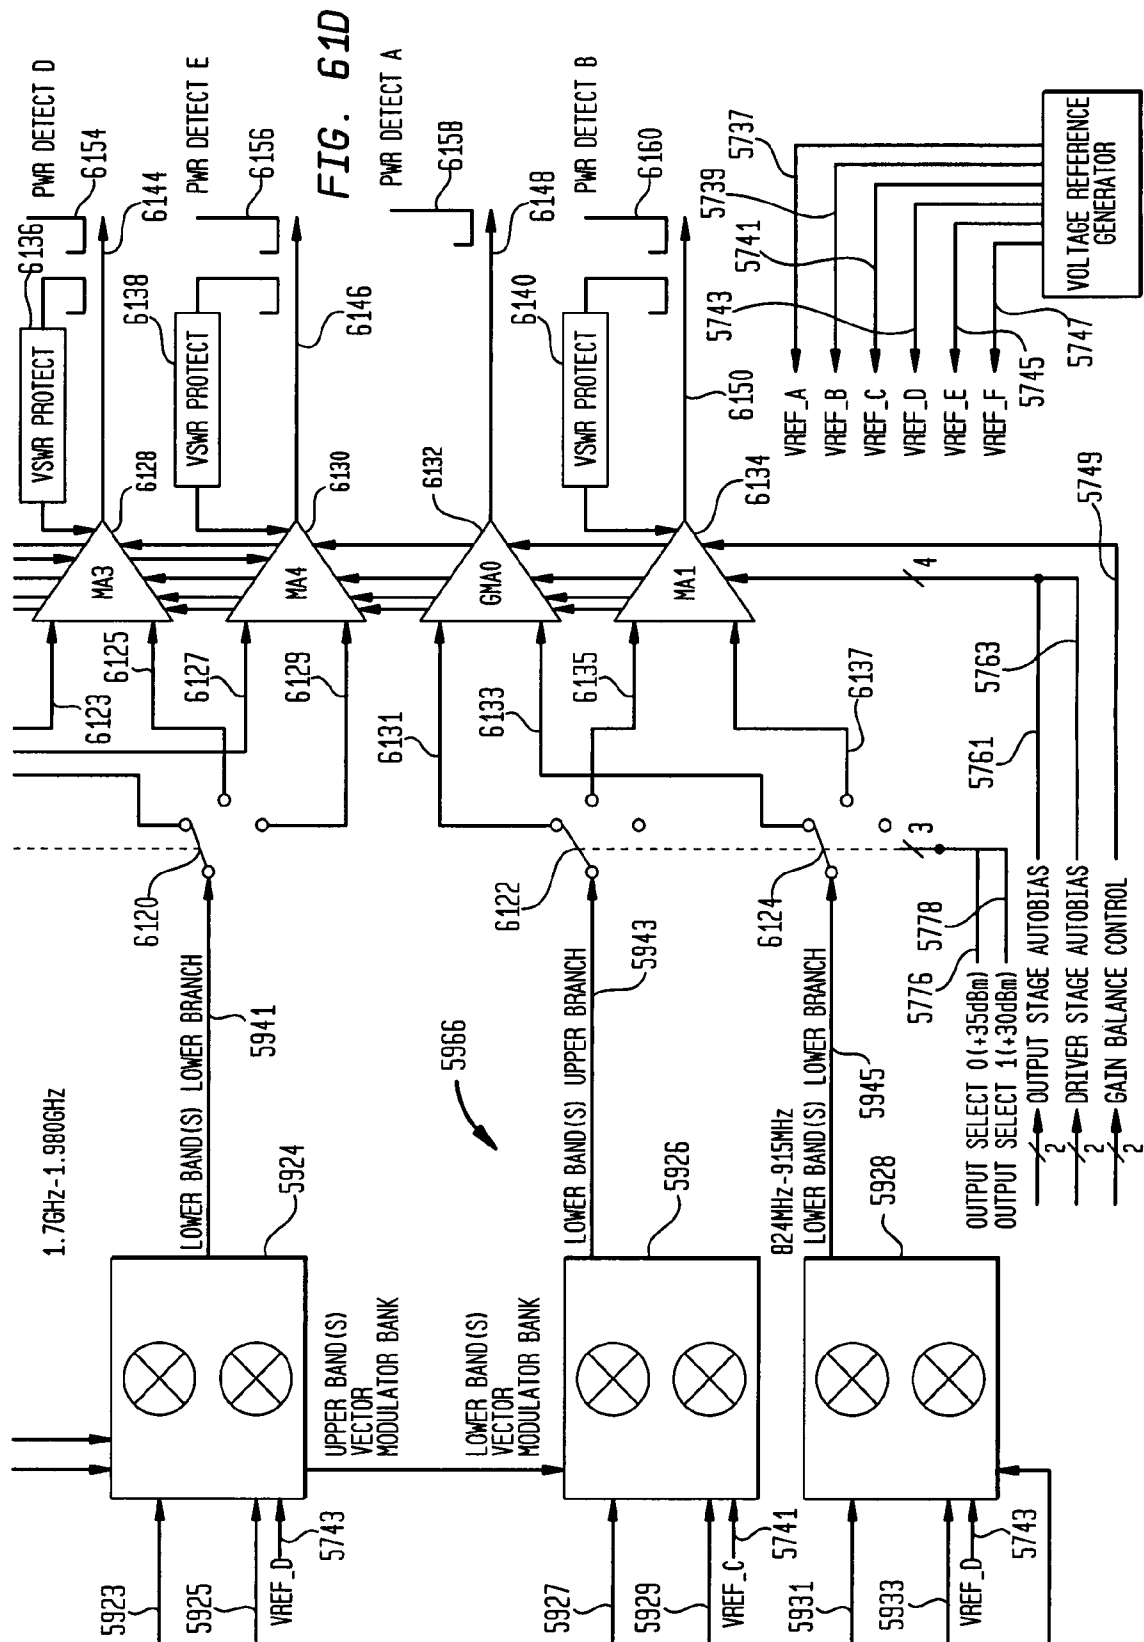 FIG. 61D
PWR DETECT D
6154
6136
6144
VSWR PROTECT
6128
MA3
6123
6125
PWR DETECT E
6156
6138
6146
VSWR PROTECT
6130
MA4
6127
6129
PWR DETECT A
6158
6148
6132
GMA0
6131
6133
PWR DETECT B
6160
6140
6150
VSWR PROTECT
6134
MA1
6135
6137
5737
5739
5741
5743
5745
5747
VREF_A
VREF_B
VREF_C
VREF_D
VREF_E
VREF_F
VOLTAGE REFERENCE
GENERATOR
5749
4
5763
5761
3
5778
5776
6120
6122
6124
1.7GHz-1.980GHz
LOWER BAND(S) LOWER BRANCH
5941
5924
5966
LOWER BAND(S) UPPER BRANCH
5943
5926
824MHz-915MHz
LOWER BAND(S) LOWER BRANCH
5945
5928
OUTPUT SELECT 0(+35dBm)
OUTPUT SELECT 1(+30dBm)
OUTPUT STAGE AUTOBIAS
2
DRIVER STAGE AUTOBIAS
2
GAIN BALANCE CONTROL
2
UPPER BAND(S)
VECTOR
MODULATOR BANK
LOWER BAND(S)
VECTOR
MODULATOR BANK
5923
5925
VREF_D
5743
5927
5929
VREF_C
5741
5931
5933
VREF_D
5743